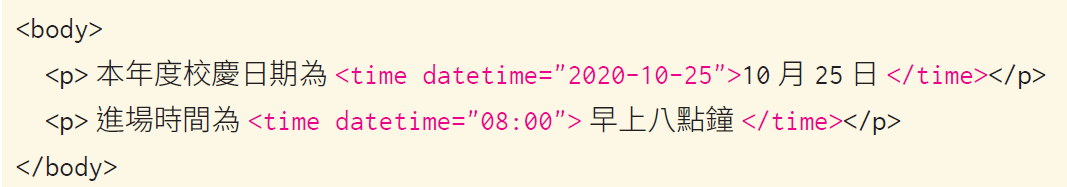 <body>
<p> 本年度校慶日期為 <time datetime="2020-10-25">10 月 25 日 </time></p>
<p> 進場時間為 <time datetime="08:00"> 早上八點鐘 </time></p>
</body>